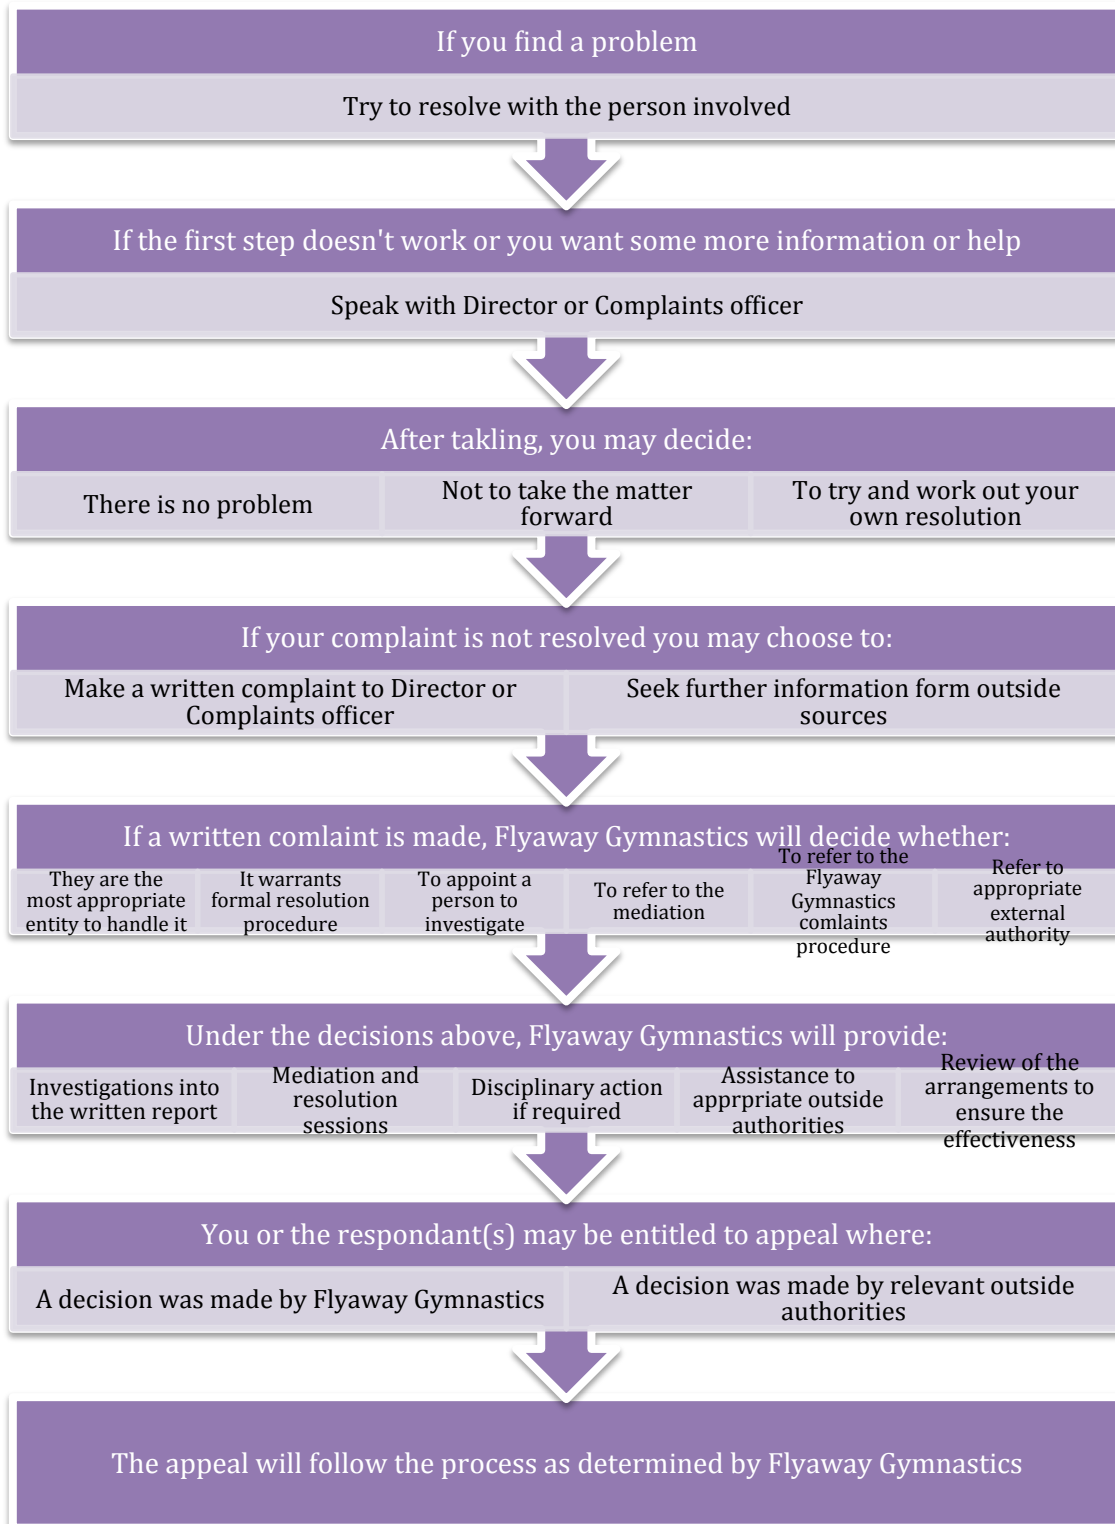 If you find a problem
Try to resolve with the person involved
If the first step doesn't work or you want some more information or help
Speak with Director or Complaints officer
After takling, you may decide:
There is no problem
Not to take the matter
forward
To try and work out your
own resolution
If your complaint is not resolved you may choose to:
Make a written complaint to Director or
Complaints officer
Seek further information form outside
sources
If a written comlaint is made, Flyaway Gymnastics will decide whether:
They are the
most appropriate
entity to handle it
It warrants
formal resolution
procedure
To appoint a
person to
investigate
To refer to the
mediation
To refer to the
Flyaway
Gymnastics
comlaints
procedure
Refer to
appropriate
external
authority
Under the decisions above, Flyaway Gymnastics will provide:
Investigations into
the written report
Mediation and
resolution
sessions
Disciplinary action
if required
Assistance to
apprpriate outside
authorities
Review of the
arrangements to
ensure the
effectiveness
You or the respondant(s) may be entitled to appeal where:
A decision was made by Flyaway Gymnastics
A decision was made by relevant outside
authorities
The appeal will follow the process as determined by Flyaway Gymnastics